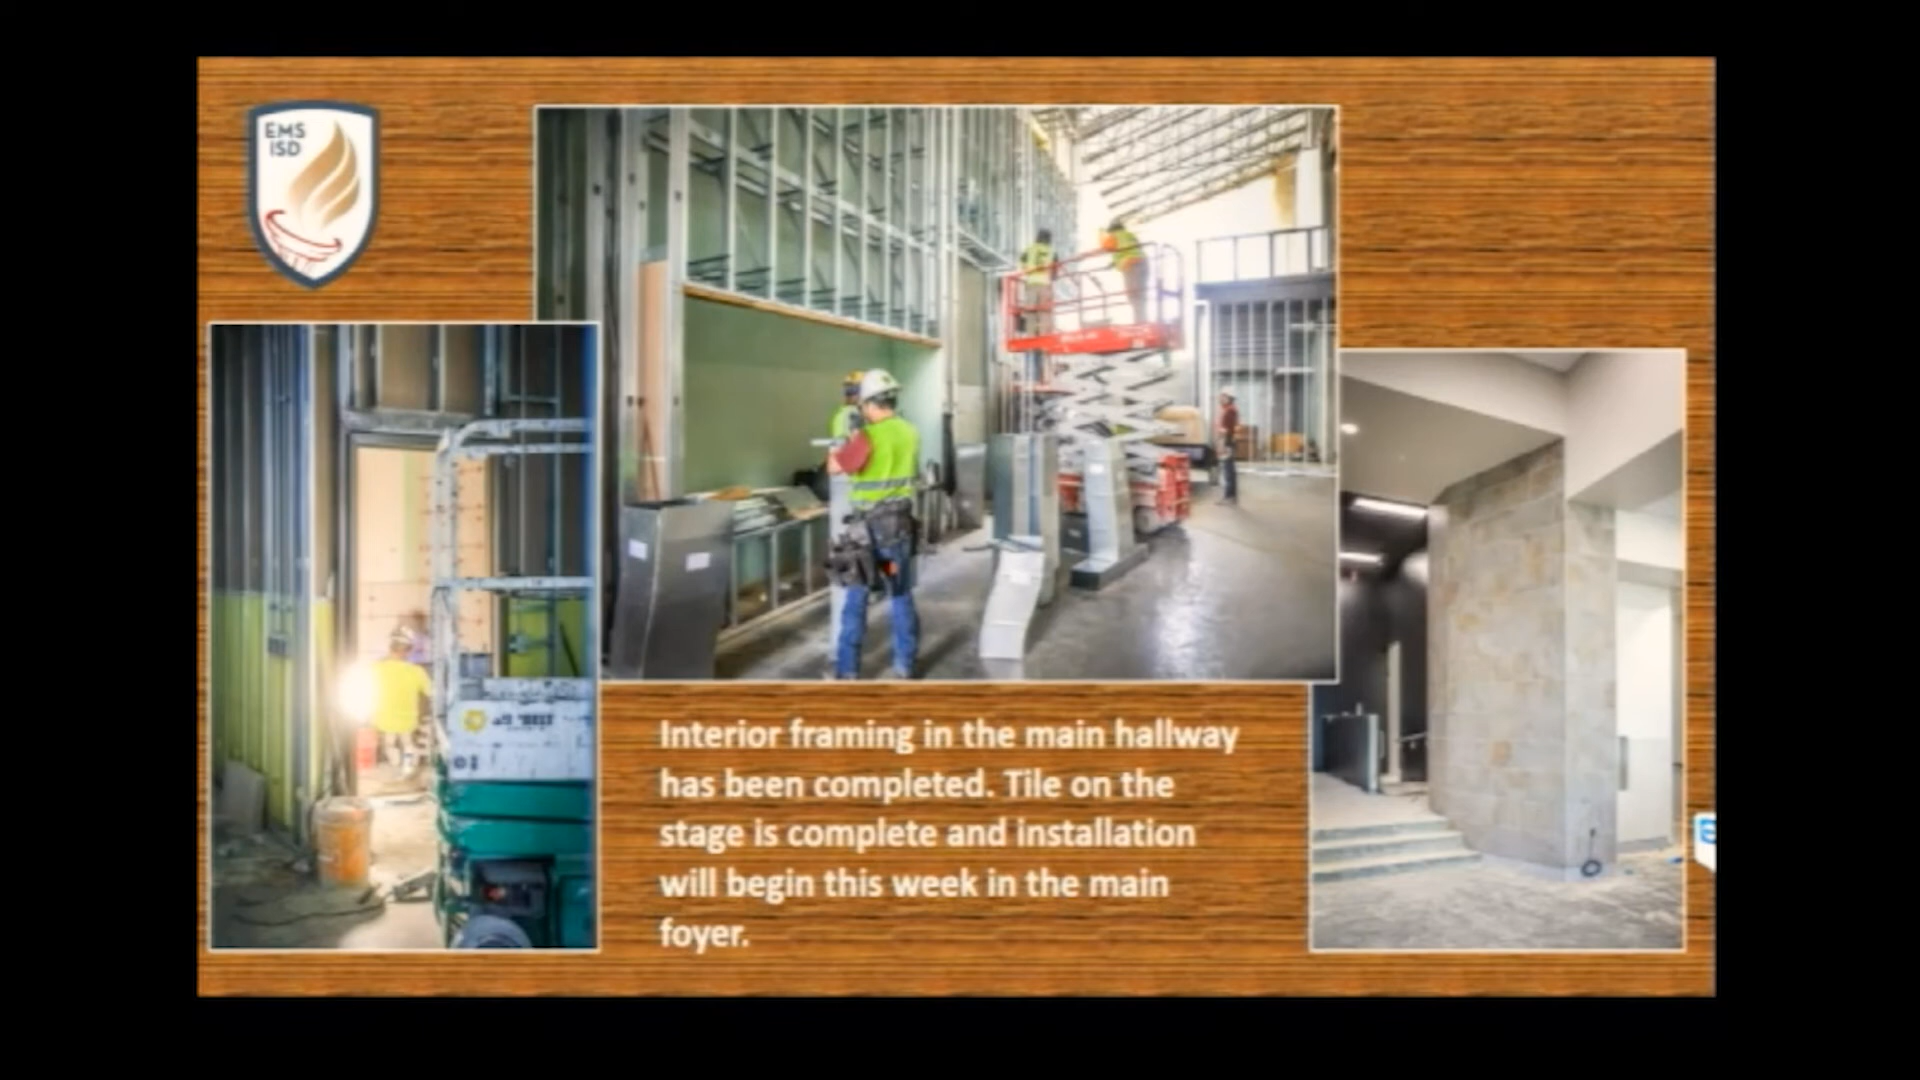 EMS
ISD
Interior framing in the main hallway
has been completed. Tile on the
stage is complete and installation
will begin this week in the main
foyer.